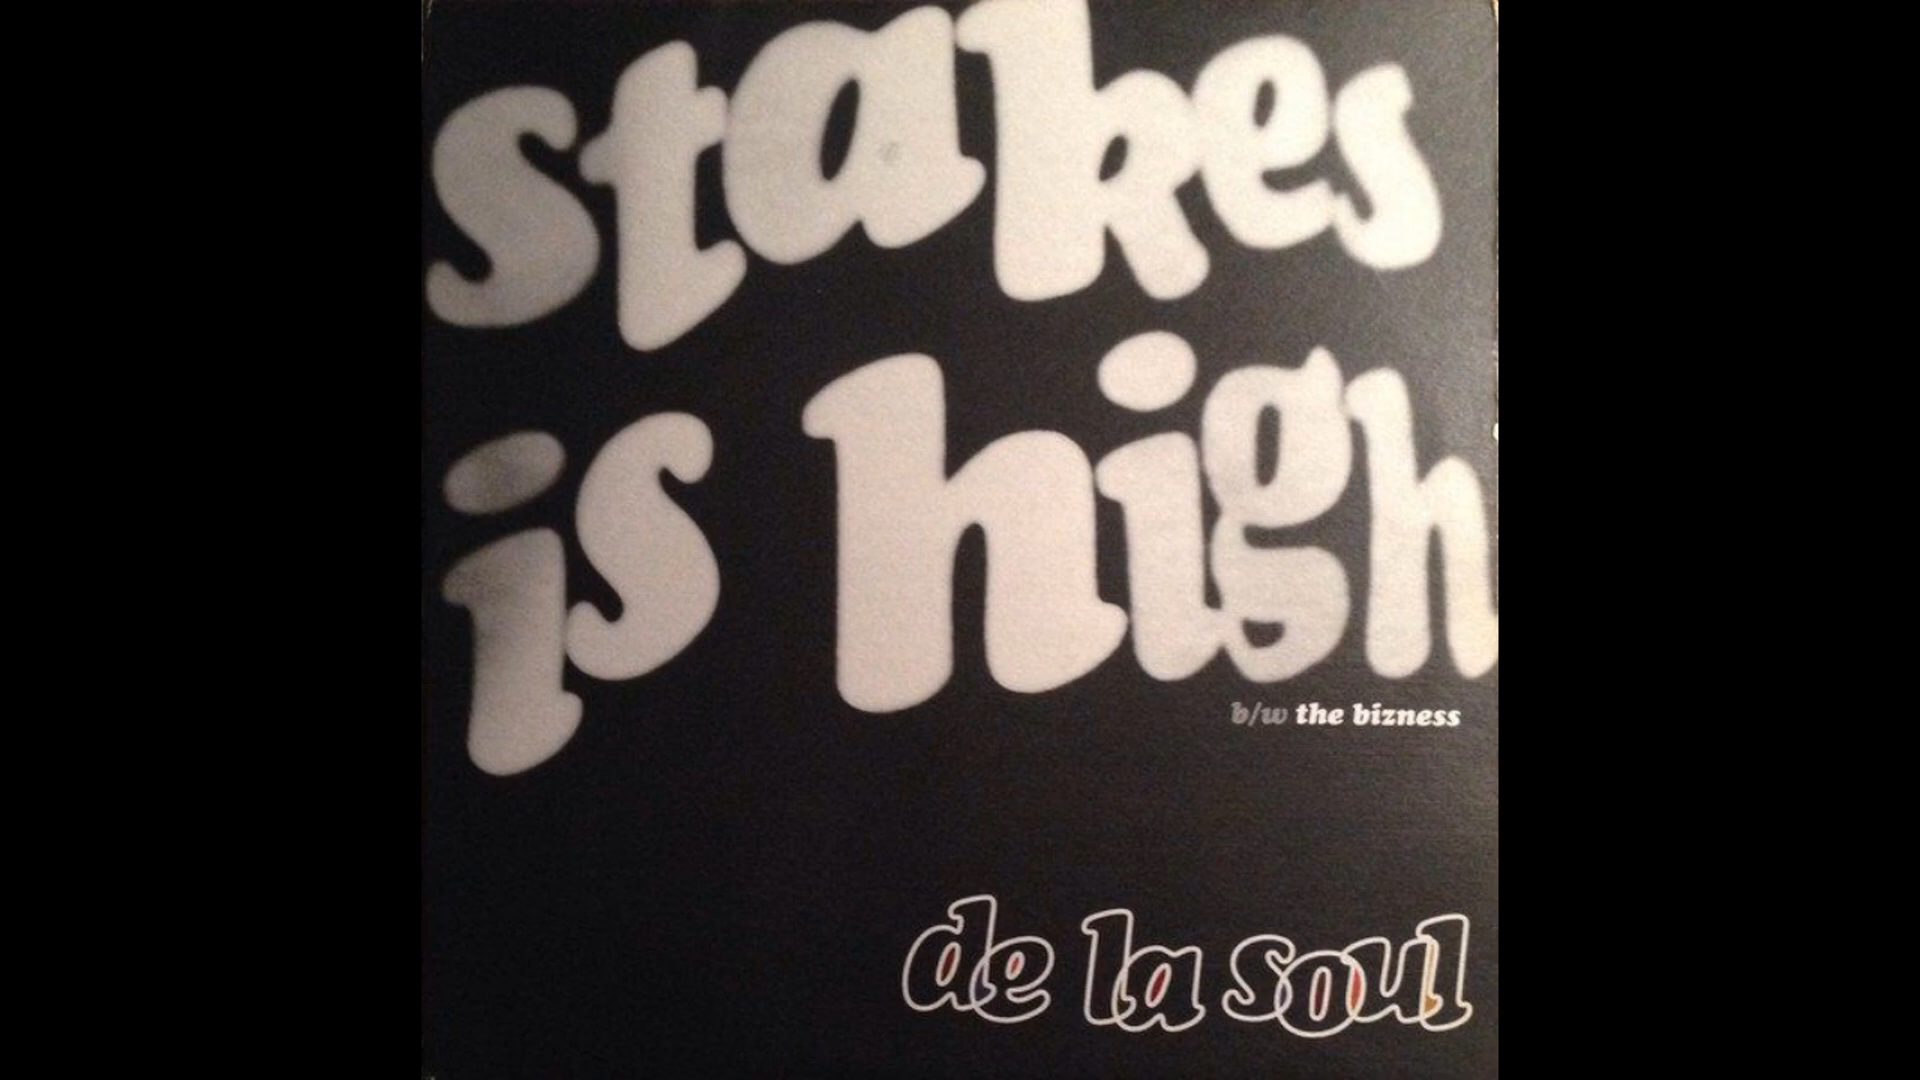 stakes
is high
b/w the bizness
de la soul